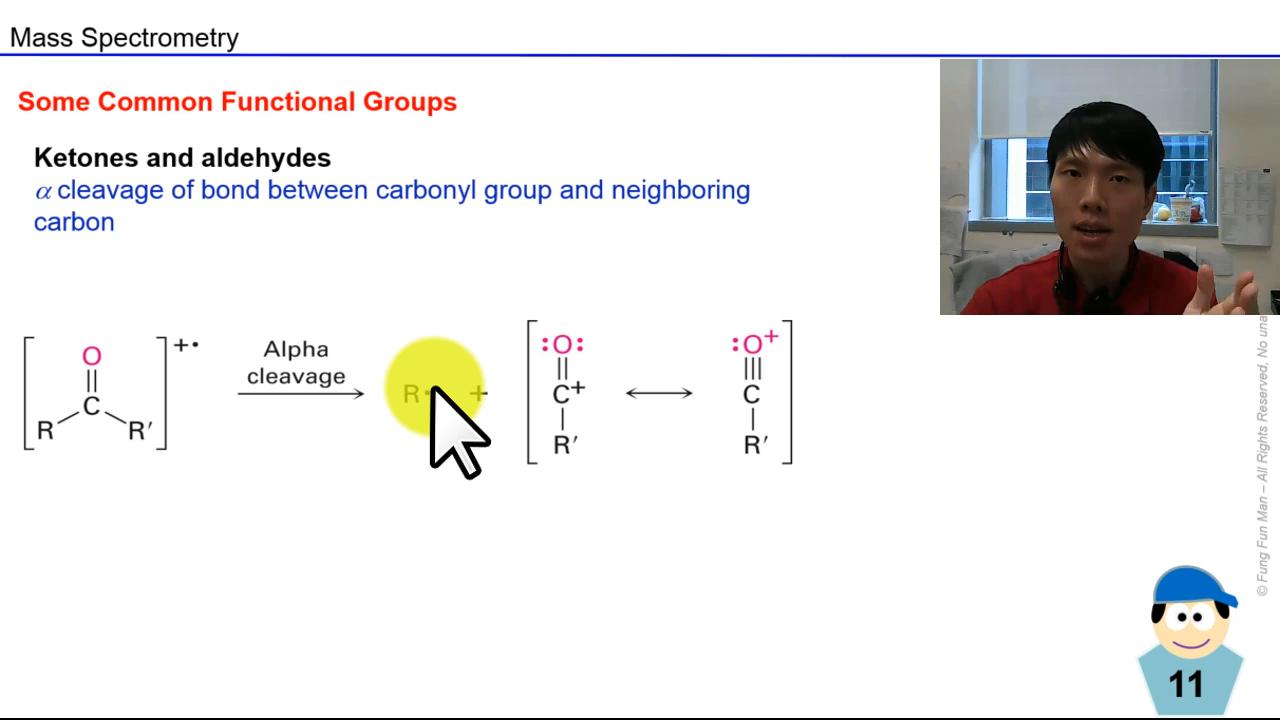 Mass Spectrometry
Some Common Functional Groups
Ketones and aldehydes
α cleavage of bond between carbonyl group and neighboring
carbon
O
C
R R′
+•
Alpha
cleavage
R• +
:O:
C+
R′
:O+
C
R′
© Fung Fun Man – All Rights Reserved, No una
11